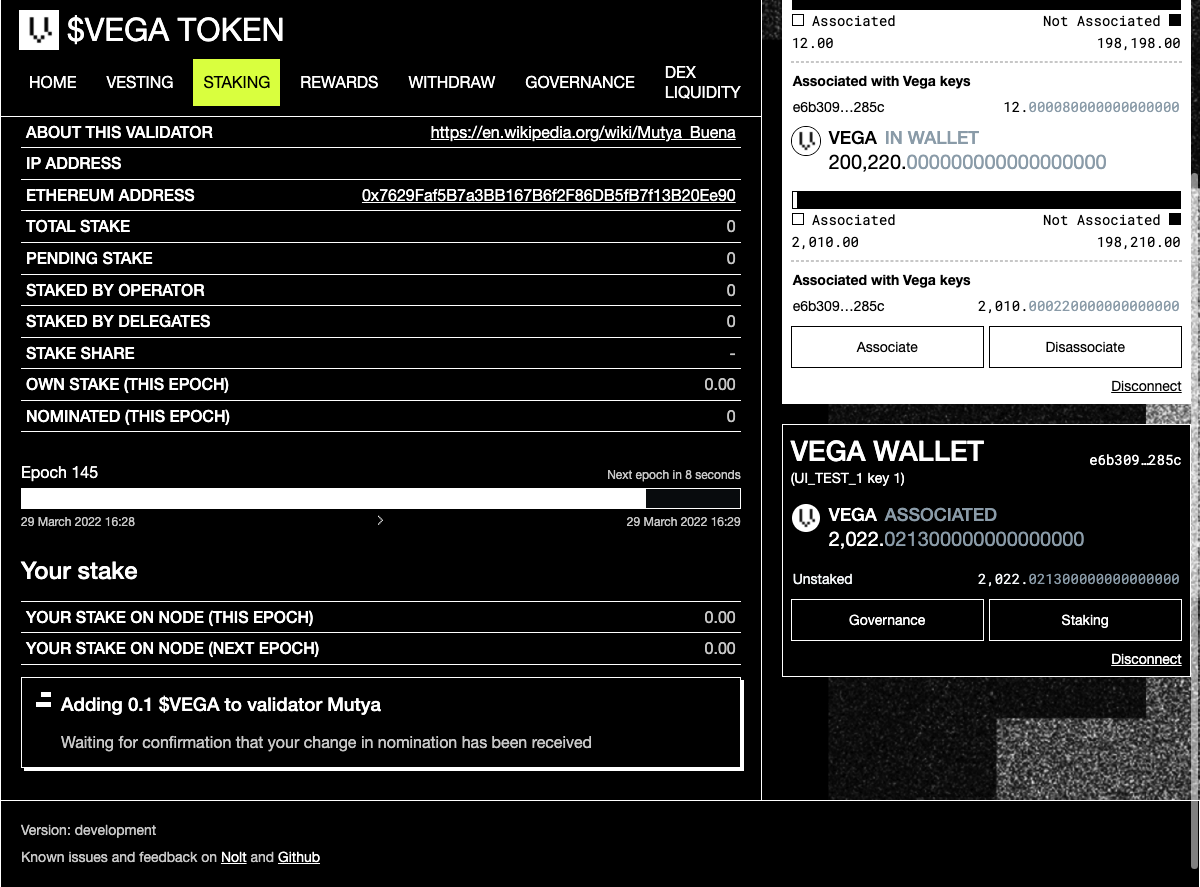 $VEGA TOKEN
HOME VESTING STAKING REWARDS WITHDRAW GOVERNANCE DEX LIQUIDITY
ABOUT THIS VALIDATOR https://en.wikipedia.org/wiki/Mutya_Buena
IP ADDRESS
ETHEREUM ADDRESS 0x7629Faf5B7a3BB167B6f2F86DB5fB7f13B20Ee90
TOTAL STAKE 0
PENDING STAKE 0
STAKED BY OPERATOR 0
STAKED BY DELEGATES 0
STAKE SHARE -
OWN STAKE (THIS EPOCH) 0.00
NOMINATED (THIS EPOCH) 0
Epoch 145 Next epoch in 8 seconds
29 March 2022 16:28 29 March 2022 16:29
Your stake
YOUR STAKE ON NODE (THIS EPOCH) 0.00
YOUR STAKE ON NODE (NEXT EPOCH) 0.00
Adding 0.1 $VEGA to validator Mutya
Waiting for confirmation that your change in nomination has been received
Associated Not Associated
12.00 198,198.00
Associated with Vega keys
e6b309...285c 12.000080000000000000
VEGA IN WALLET
200,220.000000000000000000
Associated Not Associated
2,010.00 198,210.00
Associated with Vega keys
e6b309...285c 2,010.000220000000000000
Associate Disassociate
Disconnect
VEGA WALLET e6b309…285c
(UI_TEST_1 key 1)
VEGA ASSOCIATED
2,022.021300000000000000
Unstaked 2,022.021300000000000000
Governance Staking
Disconnect
Version: development
Known issues and feedback on Nolt and Github